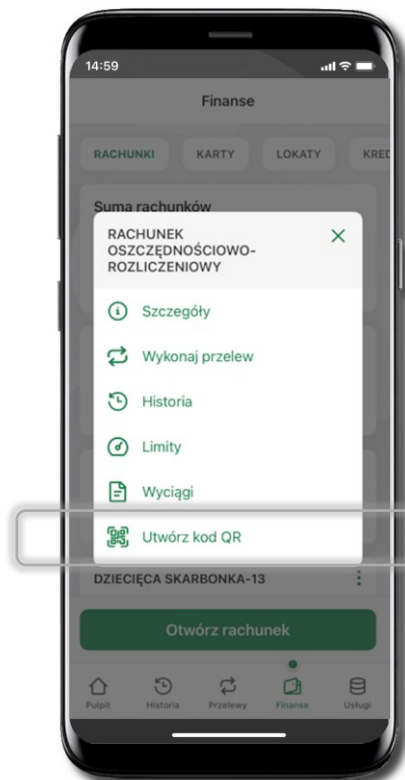 14:59
Finanse
RACHUNKI KARTY LOKATY KRED
Suma rachunków
RACHUNEK
OSZCZĘDNOŚCIOWO-
ROZLICZENIOWY
Szczegóły
Wykonaj przelew
Historia
Limity
Wyciągi
Utwórz kod QR
DZIECIĘCA SKARBONKA-13
Otwórz rachunek
Pulpit Historia Przelewy Finanse Usługi